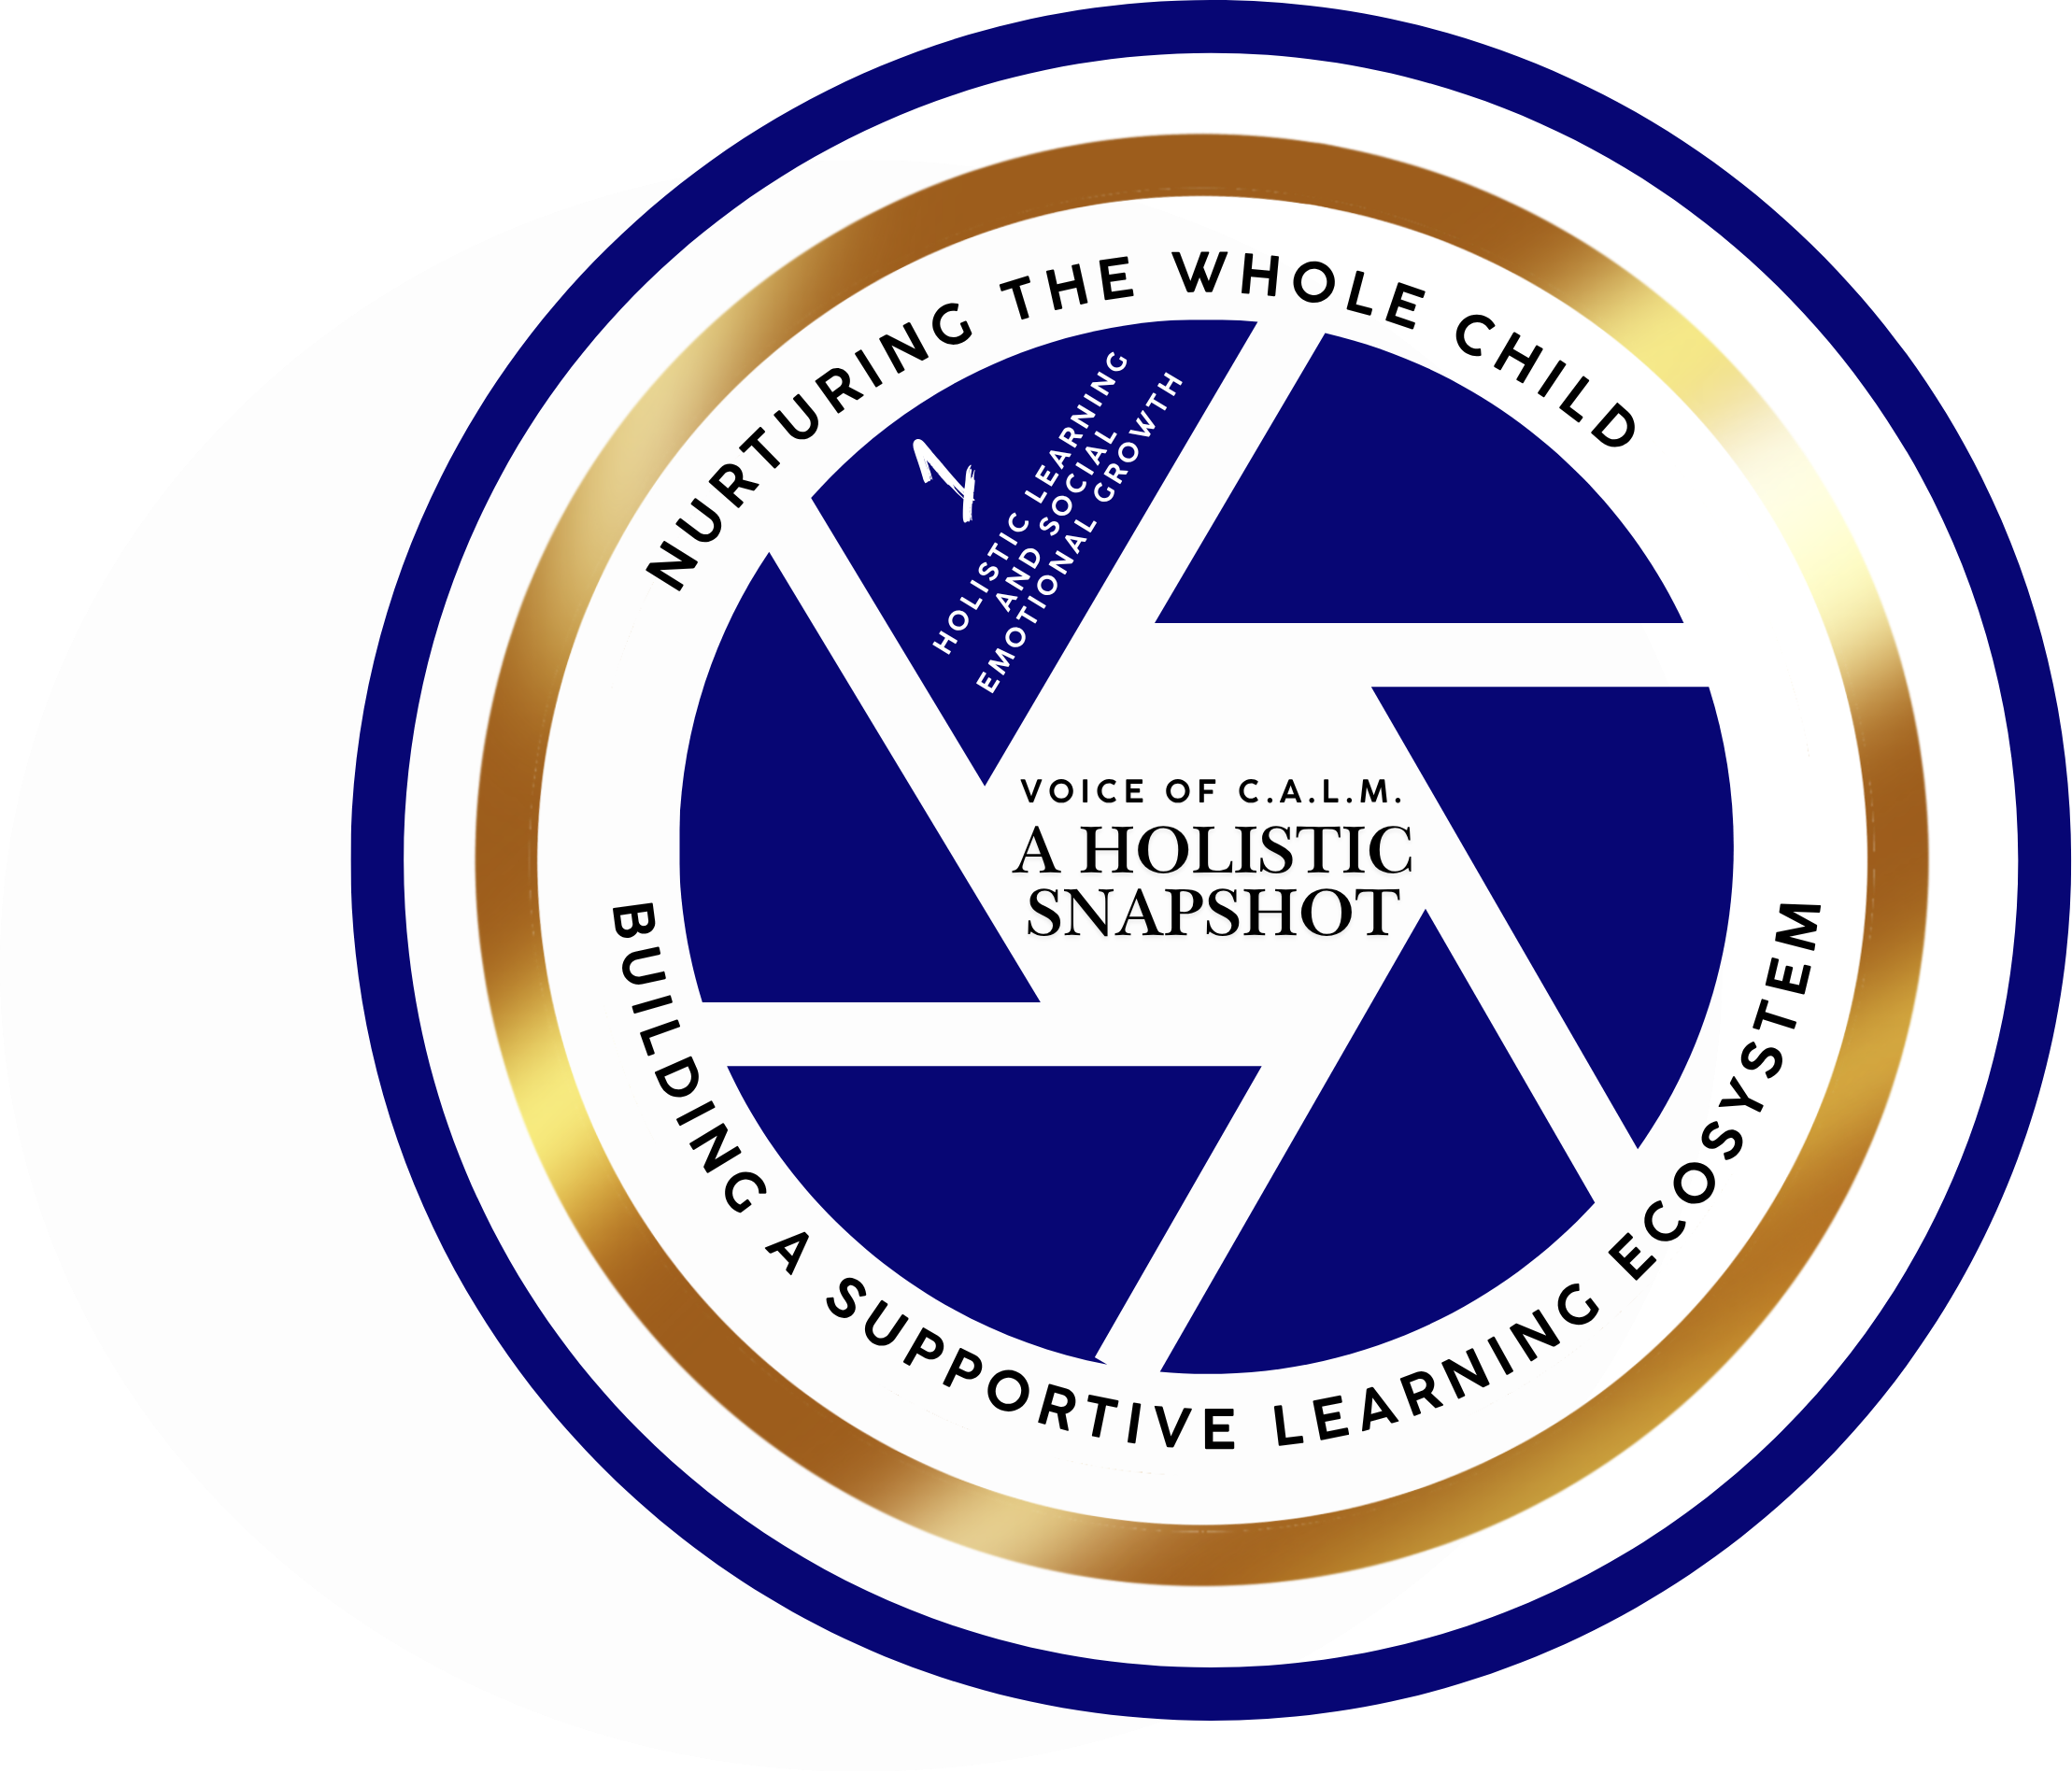 NURTURING THE WHOLE CHILD
1
HOLISTIC LEARNING
AND SOCIAL
EMOTIONAL GROWTH
VOICE OF C.A.L.M.
A HOLISTIC
SNAPSHOT
BUILDING A SUPPORTIVE LEARNING ECOSYSTEM